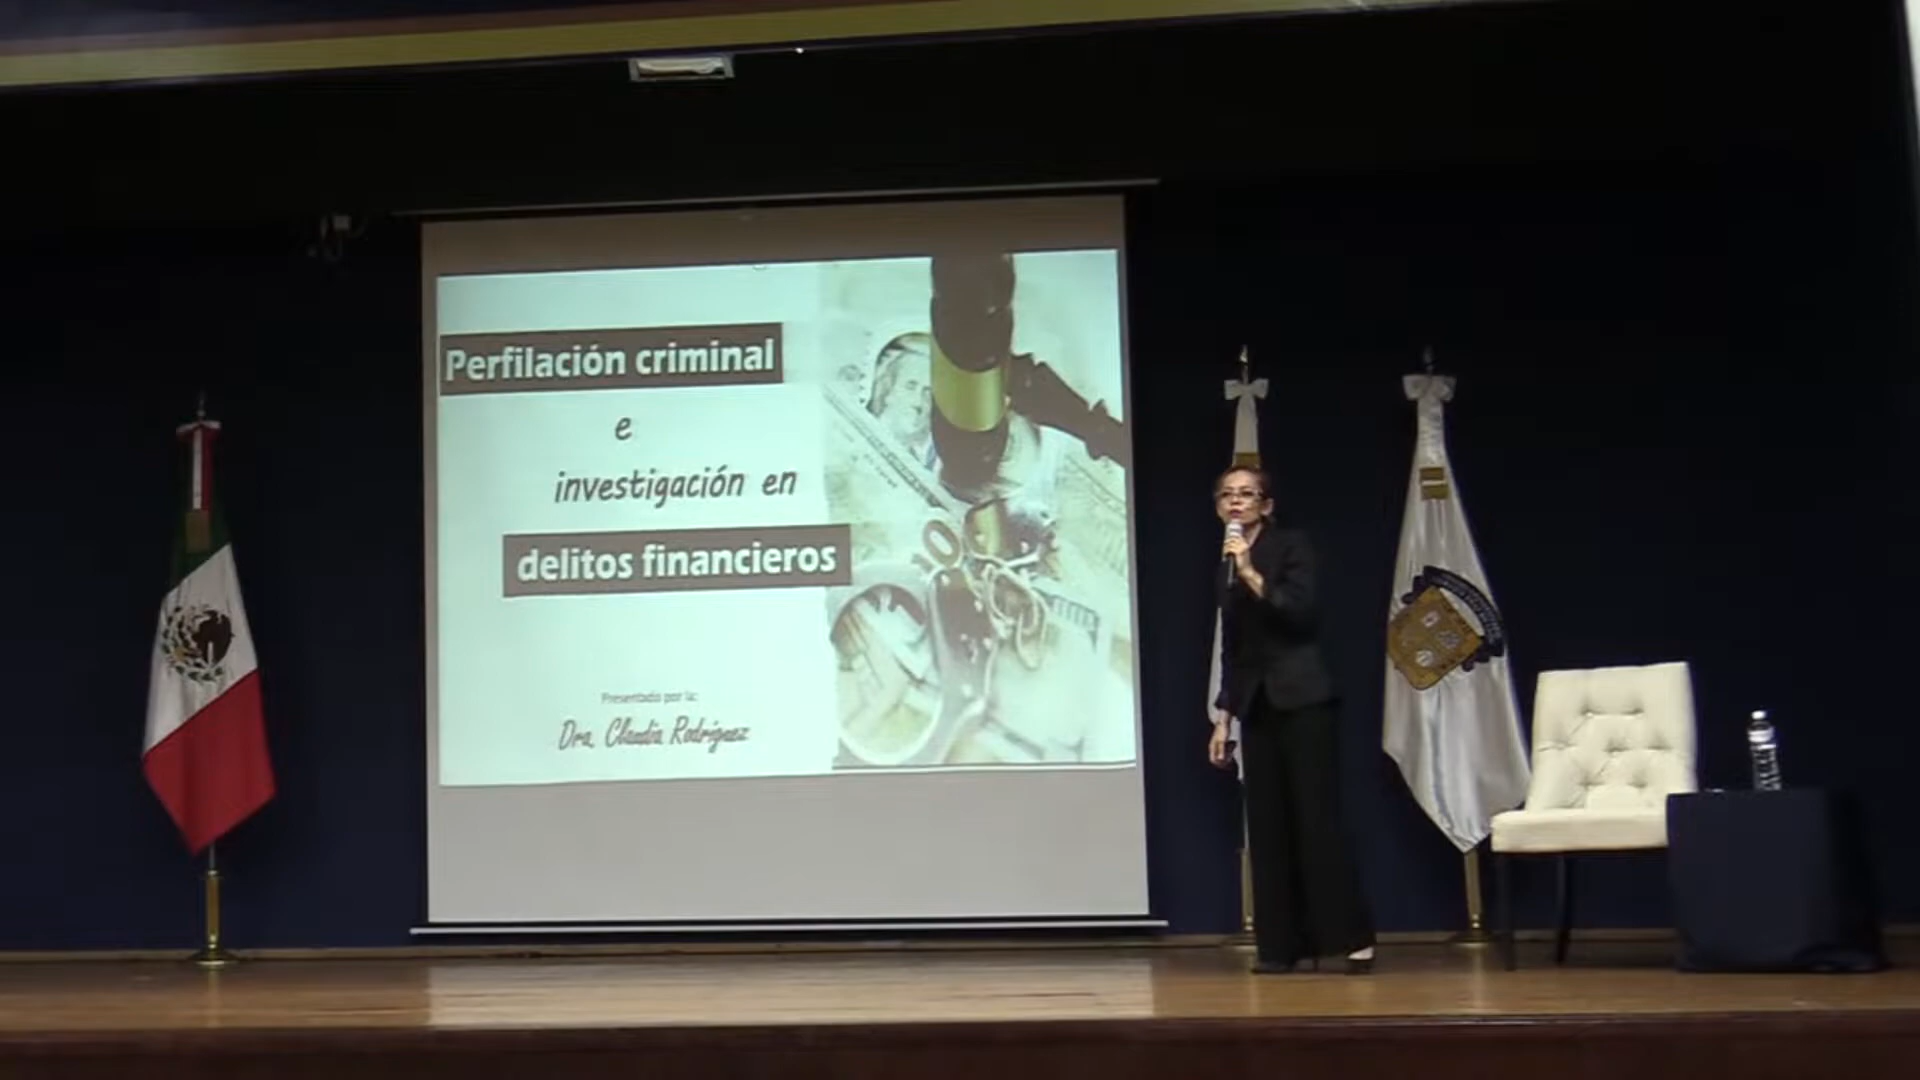 Perfilación criminal
e
investigación en
delitos financieros
Presentado por la:
Dra. Claudia Rodríguez